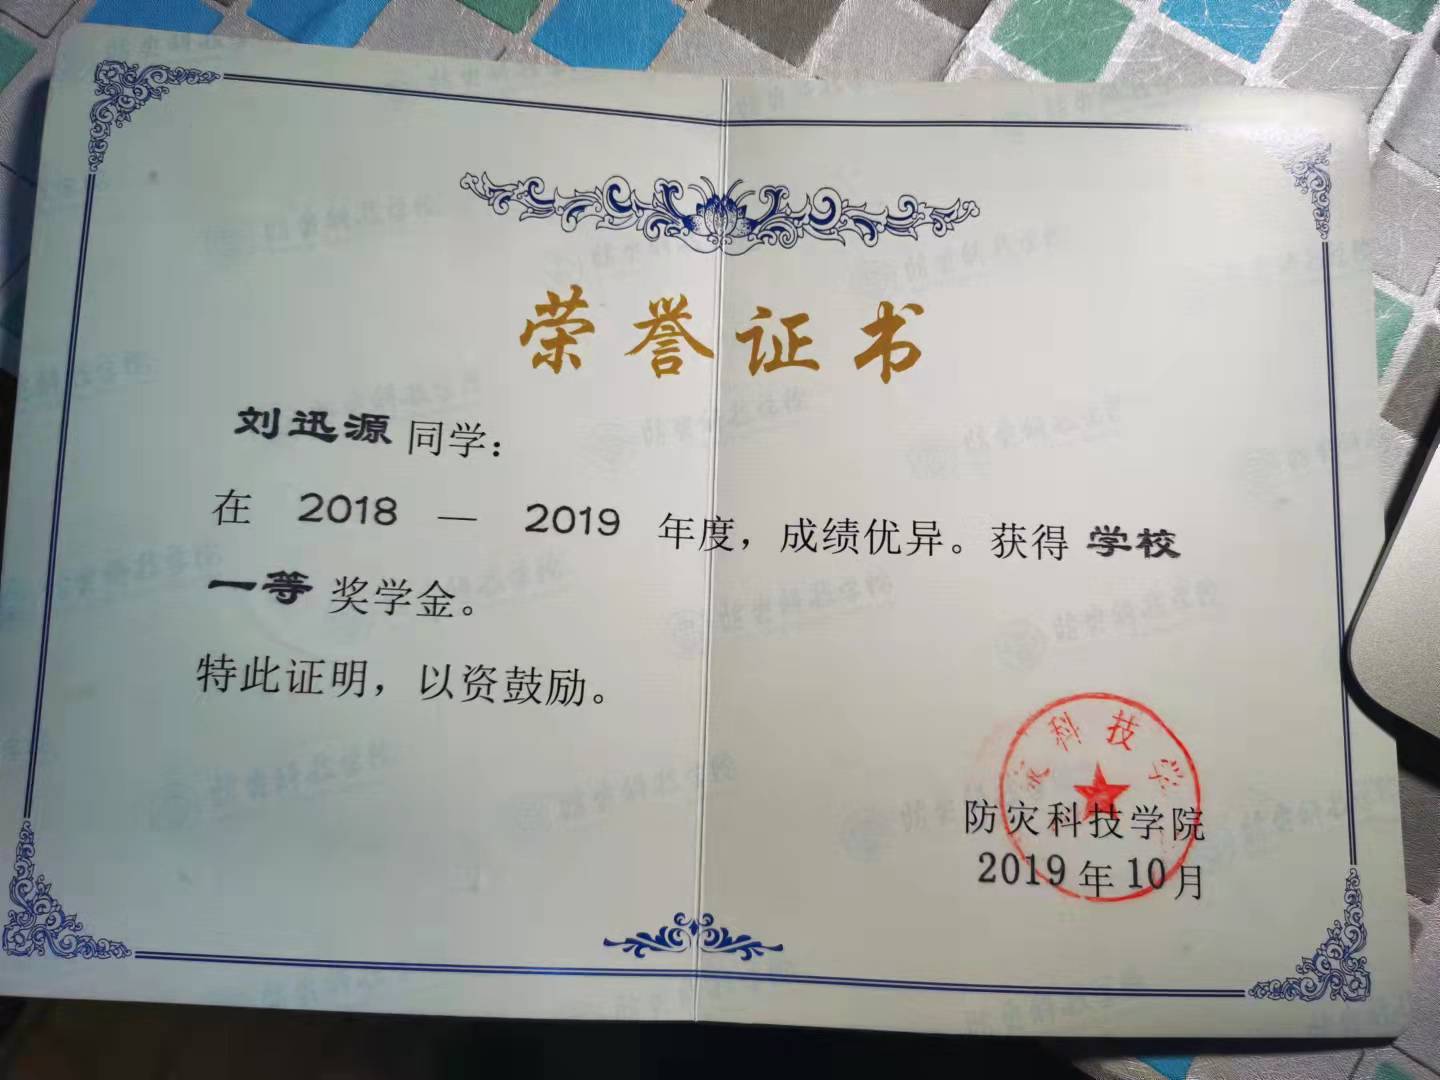 荣誉证书
刘迅源同学：
在 2018 — 2019 年度，成绩优异。获得 学校
一等 奖学金。
特此证明，以资鼓励。
科技学
防灾科技学院
2019年10月